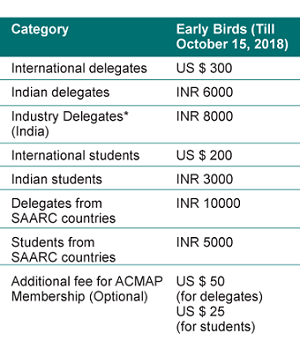 Category
Early Birds (Till
October 15, 2018)
International delegates
US $ 300
Indian delegates
INR 6000
Industry Delegates*
(India)
INR 8000
International students
US $ 200
Indian students
INR 3000
Delegates from
SAARC countries
INR 10000
Students from
SAARC countries
INR 5000
Additional fee for ACMAP
Membership (Optional)
US $ 50
(for delegates)
US $ 25
(for students)